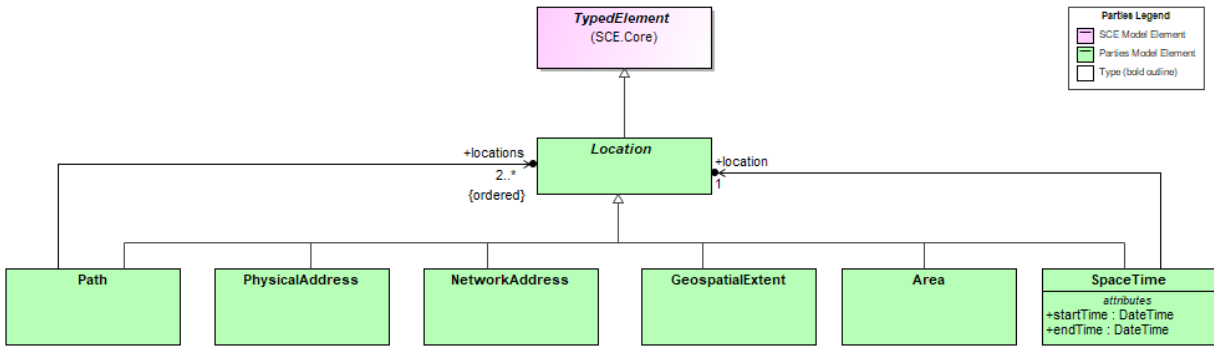 TypedElement
(SCE.Core)
Parties Legend
SCE Model Element
Parties Model Element
Type (bold outline)
Location
+locations
2..*
{ordered}
+location
1
Path
PhysicalAddress
NetworkAddress
GeospatialExtent
Area
SpaceTime
attributes
+startTime : DateTime
+endTime : DateTime